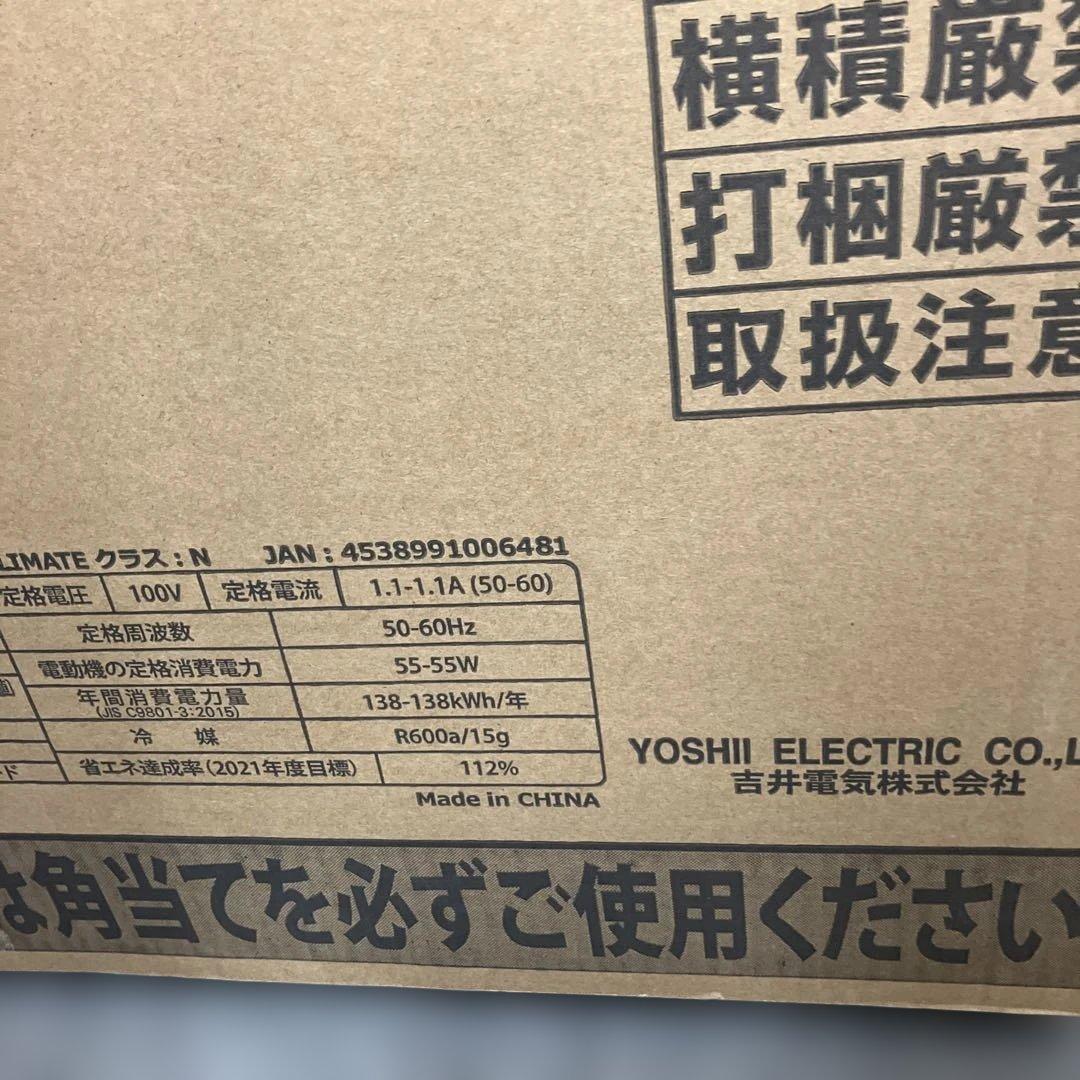 横積厳禁
打梱厳禁
取扱注意
LIMATE クラス：N JAN：4538991006481
定格電圧 100V 定格電流 1.1-1.1A (50-60)
定格周波数 50-60Hz
電動機の定格消費電力 55-55W
年間消費電力量 138-138kWh/年
(JIS C9801-3:2015)
冷 媒 R600a/15g
ド 省エネ達成率(2021年度目標) 112%
Made in CHINA
YOSHII ELECTRIC CO.,L
吉井電気株式会社
は角当てを必ずご使用ください